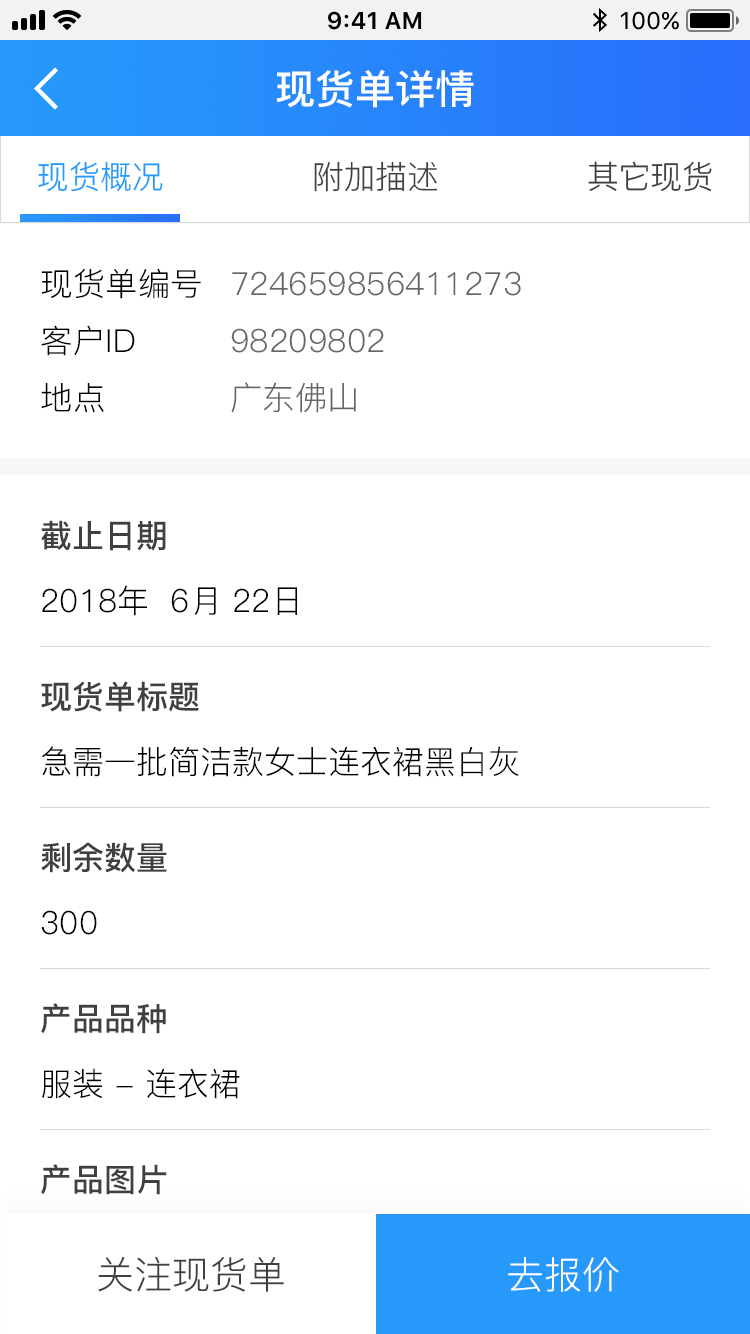 9:41 AM 100%
现货单详情
现货概况 附加描述 其它现货
现货单编号 724659856411273
客户ID 98209802
地点 广东佛山
截止日期
2018年 6月 22日
现货单标题
急需一批简洁款女士连衣裙黑白灰
剩余数量
300
产品品种
服装 – 连衣裙
产品图片
关注现货单 去报价